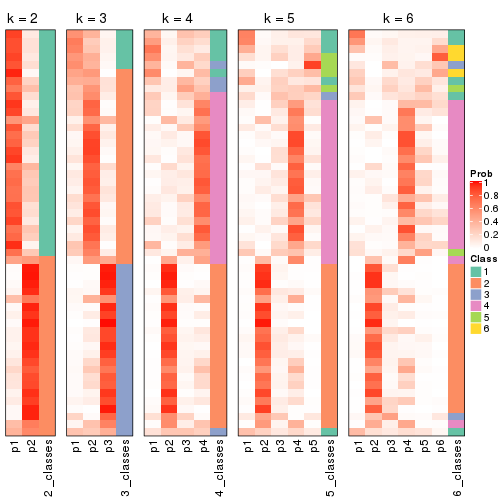 k = 2
k = 3
k = 4
k = 5
k = 6
Prob
1
0.8
0.6
0.4
0.2
0
Class
1
2
3
4
5
6
p1
p2
2_classes
p1
p2
p3
3_classes
p1
p2
p3
p4
4_classes
p1
p2
p3
p4
p5
5_classes
p1
p2
p3
p4
p5
p6
6_classes